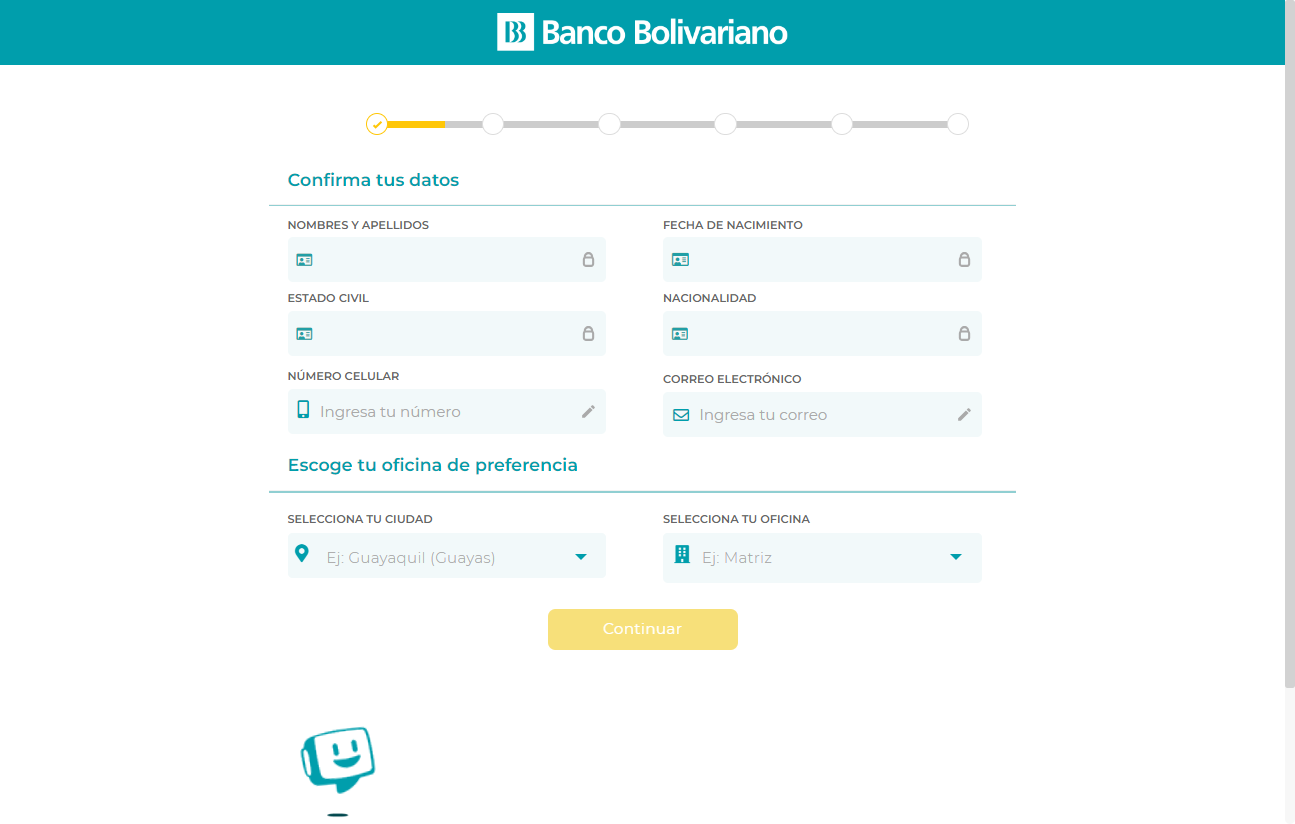 Banco Bolivariano
Confirma tus datos
NOMBRES Y APELLIDOS
FECHA DE NACIMIENTO
ESTADO CIVIL
NACIONALIDAD
NÚMERO CELULAR
Ingresa tu número
CORREO ELECTRÓNICO
Ingresa tu correo
Escoge tu oficina de preferencia
SELECCIONA TU CIUDAD
Ej: Guayaquil (Guayas)
SELECCIONA TU OFICINA
Ej: Matriz
Continuar